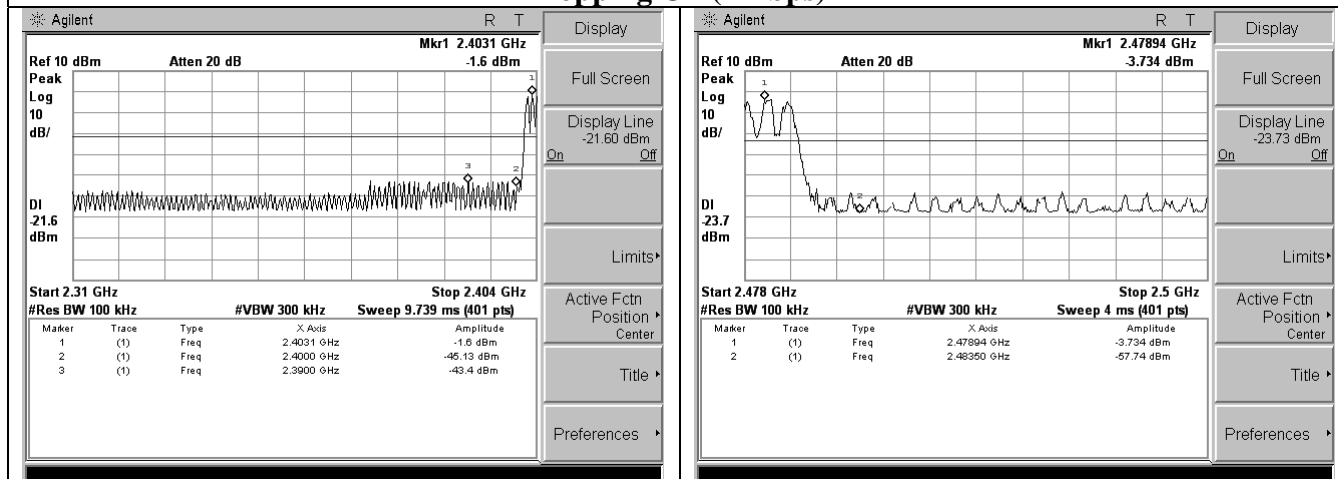 Agilent R T
Mkr1 2.4031 GHz
Ref 10 dBm Atten 20 dB -1.6 dBm
Peak
Log
10
dB/
1
3
2
DI
-21.6
dBm
Start 2.31 GHz Stop 2.404 GHz
#Res BW 100 kHz #VBW 300 kHz Sweep 9.739 ms (401 pts)
Marker Trace Type X Axis Amplitude
1 (1) Freq 2.4031 GHz -1.6 dBm
2 (1) Freq 2.4000 GHz -45.13 dBm
3 (1) Freq 2.3900 GHz -43.4 dBm
Display
Full Screen
Display Line
-21.60 dBm
On Off
Limits
Active Fctn
Position
Center
Title
Preferences
Agilent R T
Mkr1 2.47894 GHz
Ref 10 dBm Atten 20 dB -3.734 dBm
Peak
Log
10
dB/
1
2
DI
-23.7
dBm
Start 2.478 GHz Stop 2.5 GHz
#Res BW 100 kHz #VBW 300 kHz Sweep 4 ms (401 pts)
Marker Trace Type X Axis Amplitude
1 (1) Freq 2.47894 GHz -3.734 dBm
2 (1) Freq 2.48350 GHz -57.74 dBm
Display
Full Screen
Display Line
-23.73 dBm
On Off
Limits
Active Fctn
Position
Center
Title
Preferences